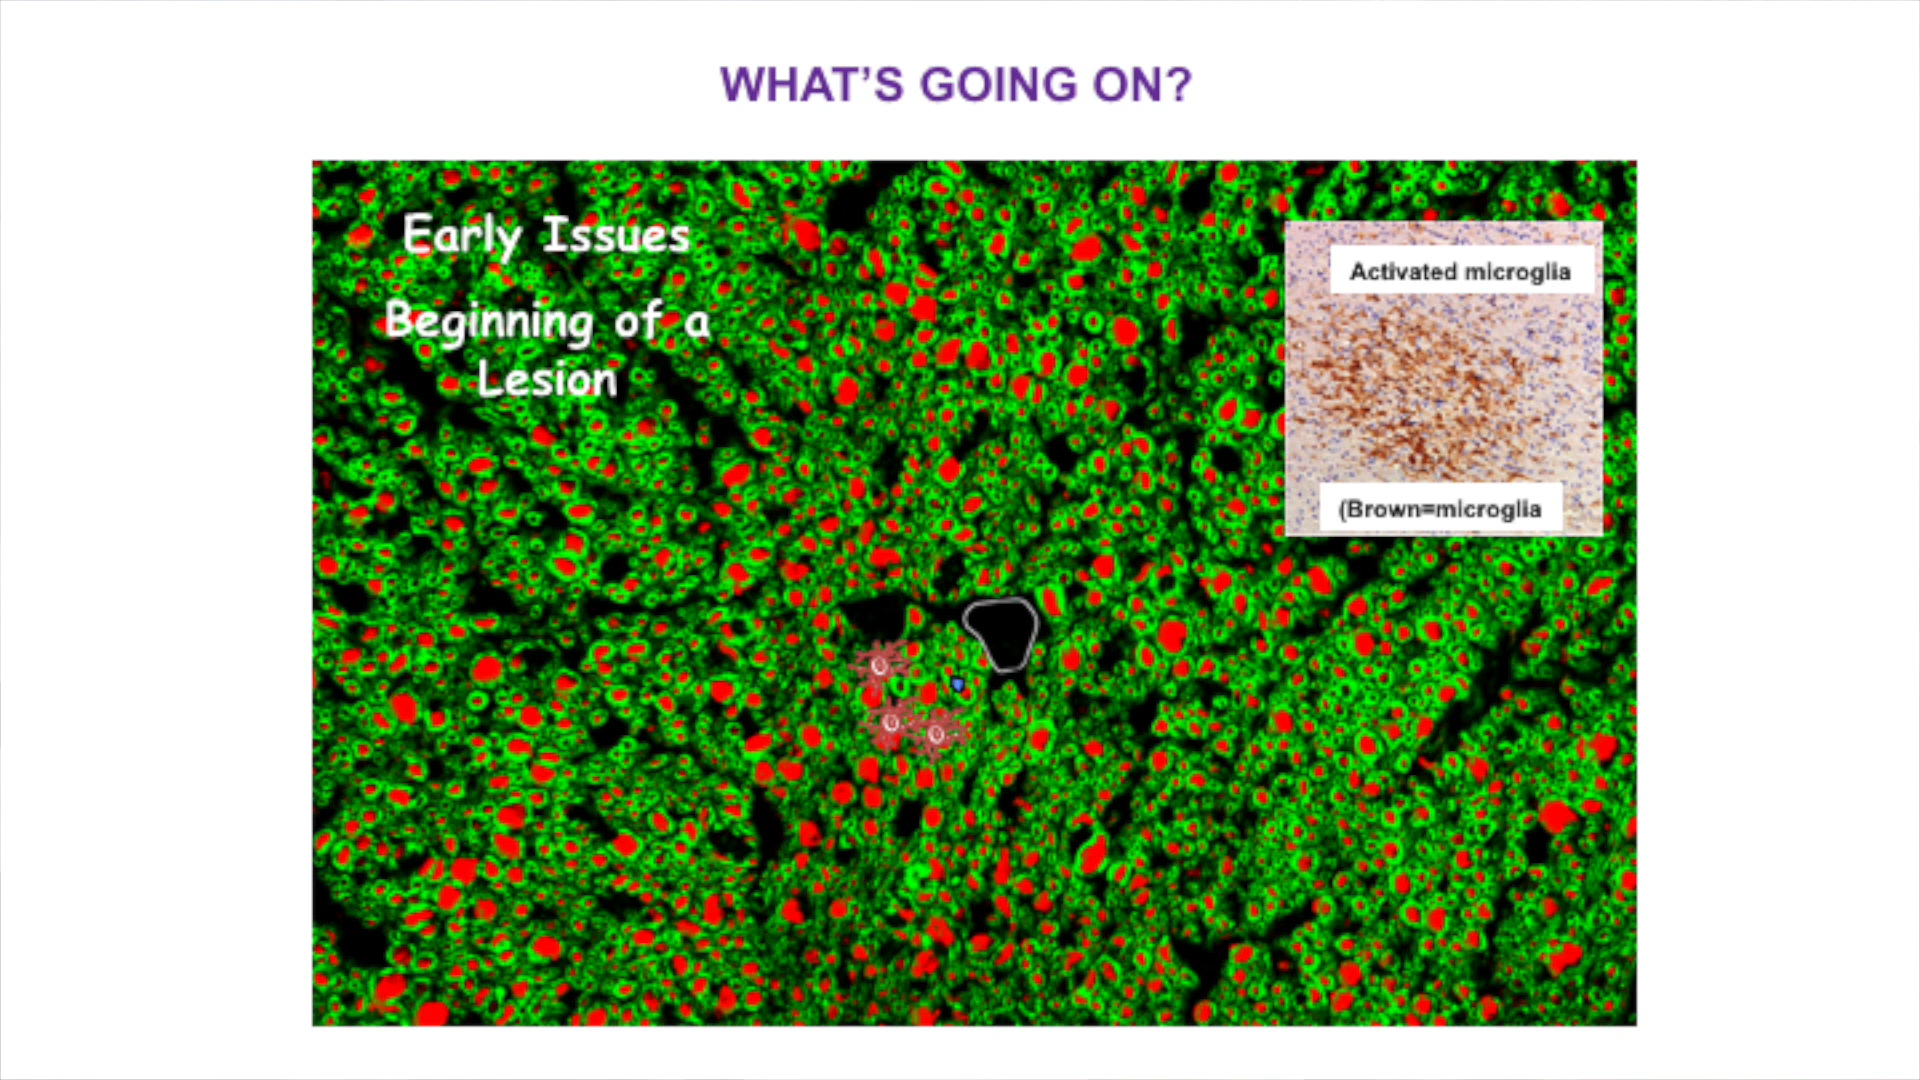 WHAT’S GOING ON?
Early Issues
Beginning of a
Lesion
Activated microglia
(Brown=microglia